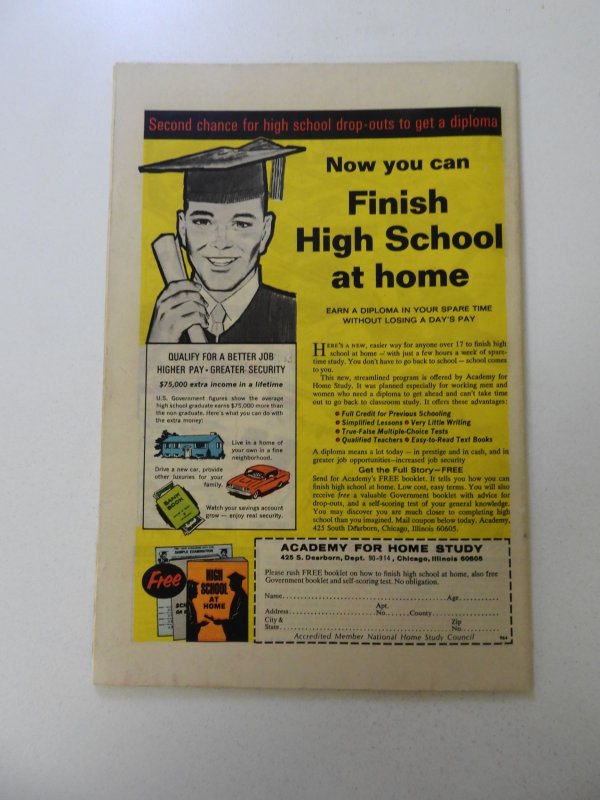 Second chance for high school drop-outs to get a diploma
Now you can
Finish
High School
at home
EARN A DIPLOMA IN YOUR SPARE TIME
WITHOUT LOSING A DAY'S PAY
QUALIFY FOR A BETTER JOB
HIGHER PAY • GREATER SECURITY
$75,000 extra income in a lifetime
U.S. Government figures show the average
high school graduate earns $75,000 more than
the non-graduate. Here's what you can do with
the extra money:
Live in a home of
your own in a fine
neighborhood.
Drive a new car, provide
other luxuries for your
family.
BANK
BOOK
Watch your savings account
grow — enjoy real security.
HERE'S A NEW, easier way for anyone over 17 to finish high
school at home — with just a few hours a week of spare-
time study. You don't have to go back to school — school comes
to you.
This new, streamlined program is offered by Academy for
Home Study. It was planned especially for working men and
women who need a diploma to get ahead and can't take time
out to go back to classroom study. It offers these advantages:
• Full Credit for Previous Schooling
• Simplified Lessons • Very Little Writing
• True-False Multiple-Choice Tests
• Qualified Teachers • Easy-to-Read Text Books
A diploma means a lot today — in prestige and in cash, and in
greater job opportunities—increased job security
Get the Full Story—FREE
Send for Academy's FREE booklet. It tells you how you can
finish high school at home. Low cost, easy terms. You will also
receive free a valuable Government booklet with advice for
drop-outs, and a self-scoring test of your general knowledge.
You may discover you are much closer to completing high
school than you imagined. Mail coupon below today. Academy,
425 South Dearborn, Chicago, Illinois 60605.
SAMPLE EXAMINATION
Free
HIGH
SCHOOL
AT
HOME
ACADEMY FOR HOME STUDY
425 S. Dearborn, Dept. 90-914, Chicago, Illinois 60605
Please rush FREE booklet on how to finish high school at home, also free
Government booklet and self-scoring test. No obligation.
Name Age
Apt.
Address No. County
City & Zip
State No.
Accredited Member National Home Study Council 964